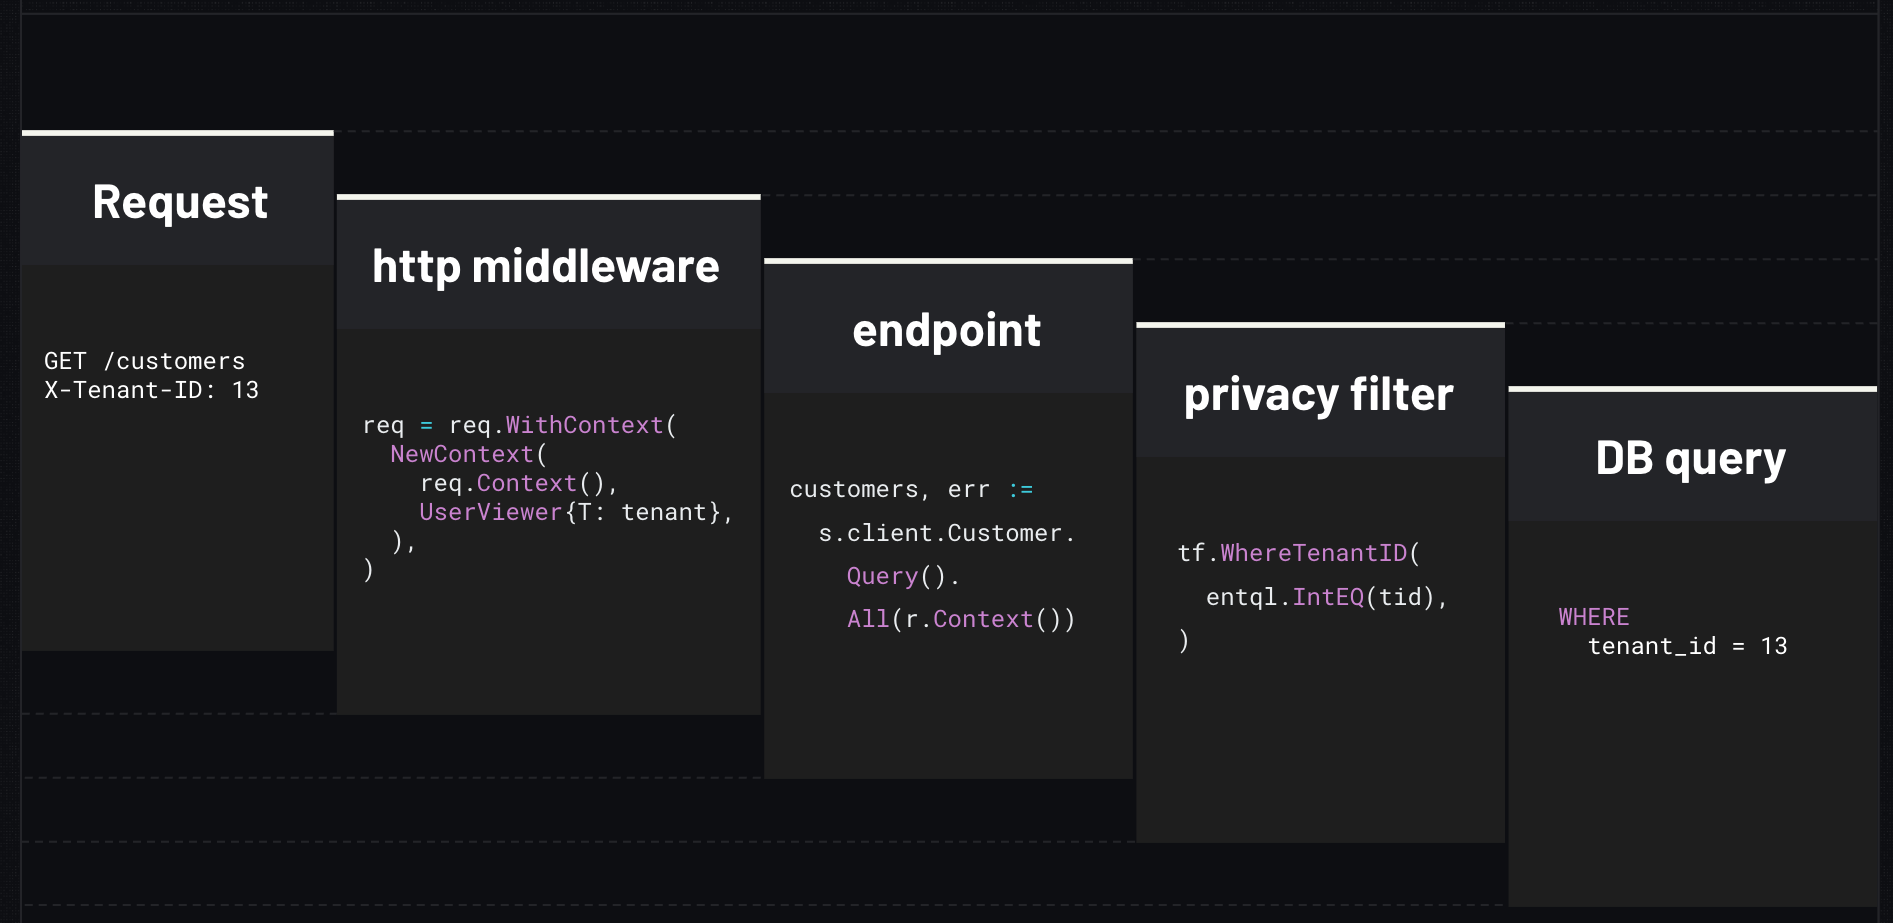 Request
GET /customers
X-Tenant-ID: 13
http middleware
req = req.WithContext(
  NewContext(
    req.Context(),
    UserViewer{T: tenant},
  ),
)
endpoint
customers, err :=
  s.client.Customer.
    Query().
    All(r.Context())
privacy filter
tf.WhereTenantID(
  entql.IntEQ(tid),
)
DB query
WHERE
  tenant_id = 13